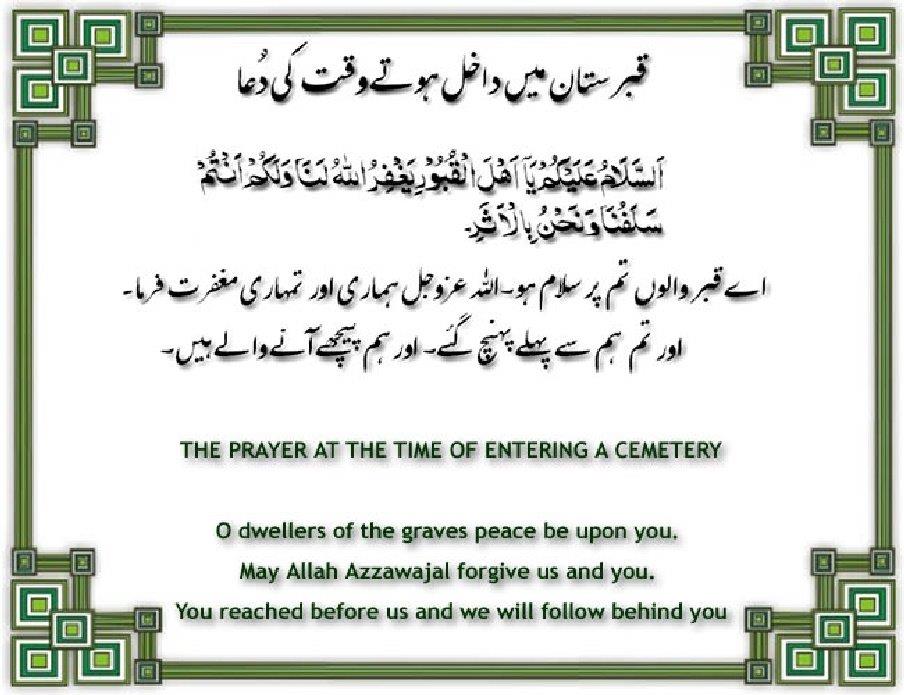 قبرستان میں داخل ہوتے وقت کی دُعا
اَلسَّلَامُ عَلَيْكُمْ يَآ اَهْلَ الْقُبُوْرِ يَغْفِرُ اللّٰهُ لَنَا وَلَكُمْ اَنْتُمْ
سَلَفُنَا وَنَحْنُ بِالْاَثَرِ۔
اے قبر والوں تم پر سلام ہو۔ اللہ عزوجل ہماری اور تمہاری مغفرت فرما۔
اور تم ہم سے پہلے پہنچ گئے۔ اور ہم پیچھے آنے والے ہیں۔
THE PRAYER AT THE TIME OF ENTERING A CEMETERY
O dwellers of the graves peace be upon you.
May Allah Azzawajal forgive us and you.
You reached before us and we will follow behind you